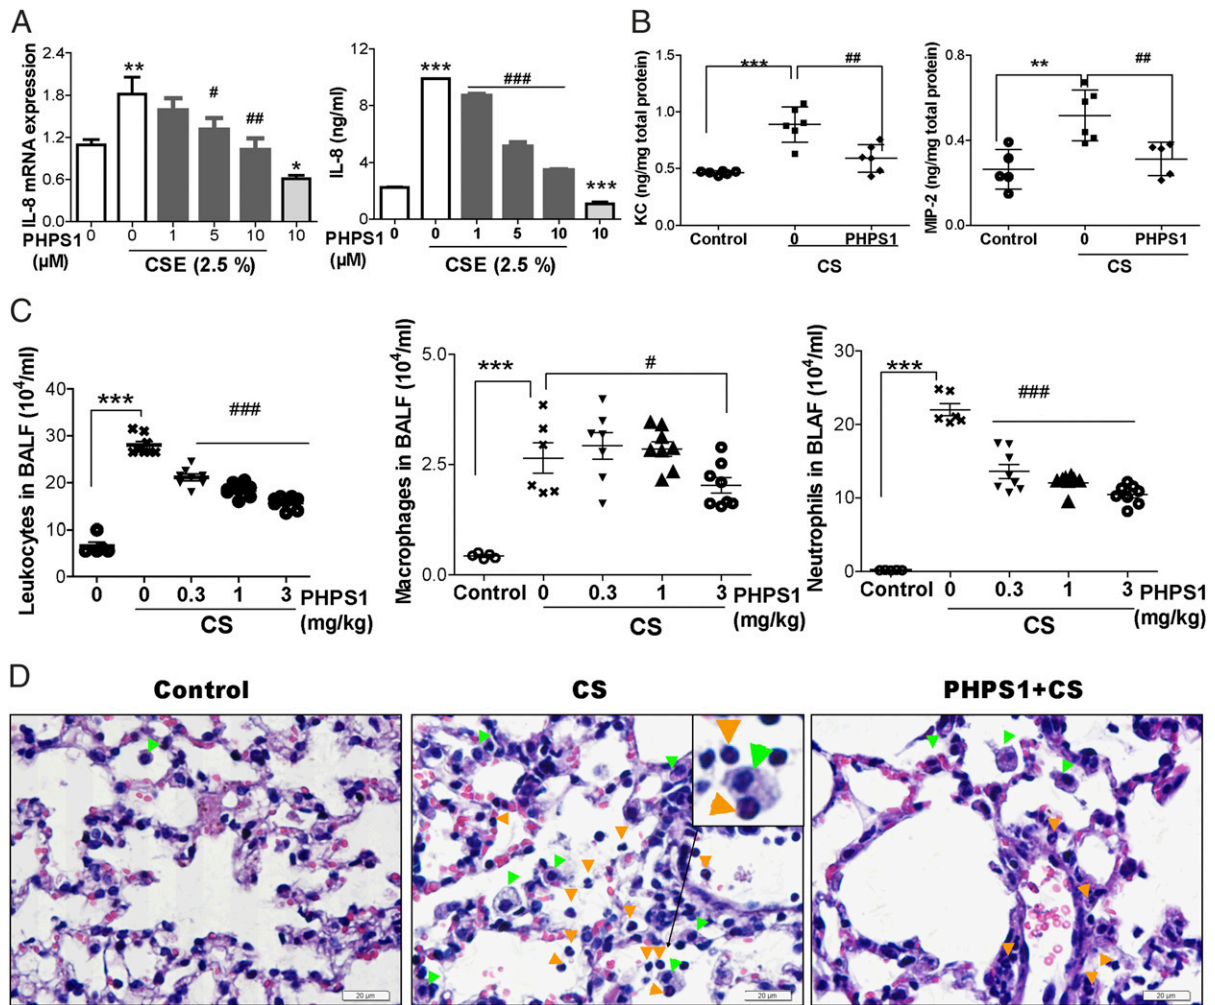 A
IL-8 mRNA expression
2.4
1.8
1.2
0.6
0.0
**
#
##
*
0 0 1 5 10 10
PHPS1
(μM)
CSE (2.5 %)
IL-8
(ng/ml)
12
8
4
0
***
###
***
0 0 1 5 10 10
PHPS1
(μM)
CSE (2.5 %)
B
KC (ng/mg total protein)
1.5
1.0
0.5
0.0
***
##
Control 0 PHPS1
CS
MIP-2 (ng/mg total protein)
0.8
0.4
0.0
**
##
Control 0 PHPS1
CS
C
Leukocytes in BALF (10⁴/ml)
40
30
20
10
0
***
###
0 0 0.3 1 3 PHPS1
(mg/kg)
CS
Macrophages in BALF (10⁴/ml)
5.0
2.5
0.0
***
#
Control 0 0.3 1 3 PHPS1
(mg/kg)
CS
Neutrophils in BLAF (10⁴/ml)
30
20
10
0
***
###
Control 0 0.3 1 3 PHPS1
(mg/kg)
CS
D
Control CS PHPS1+CS
20 μm 20 μm 20 μm